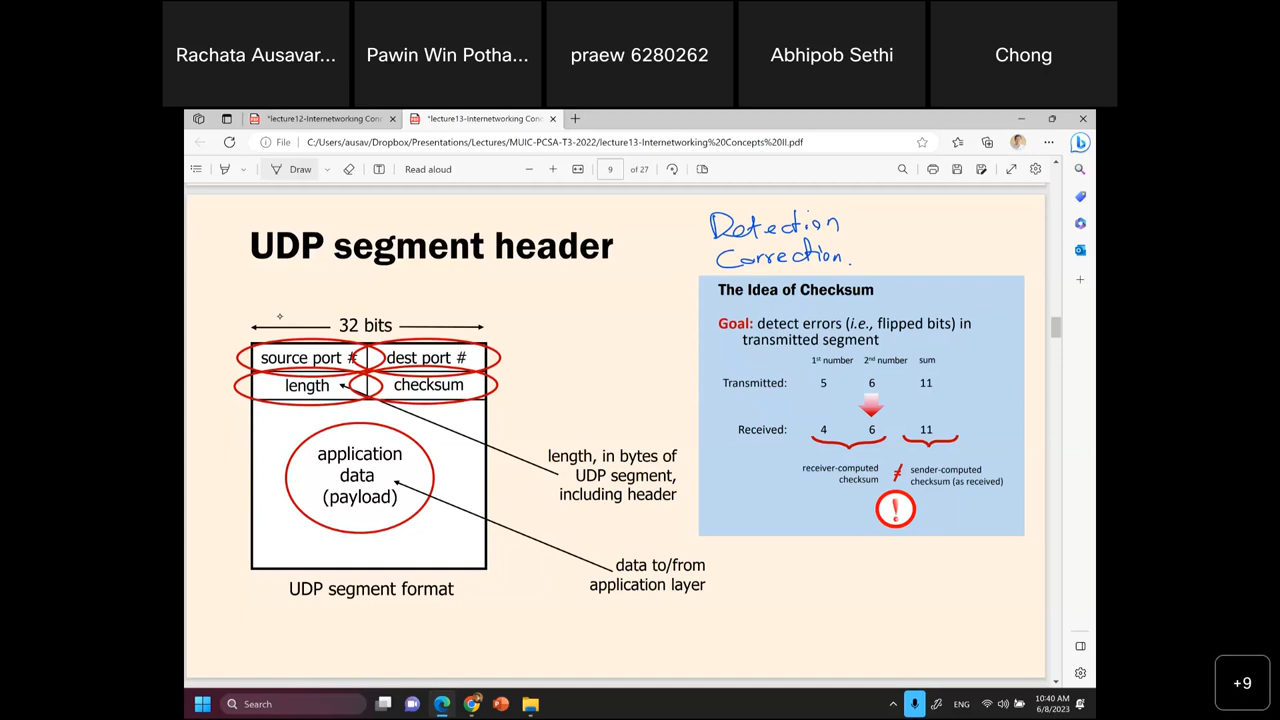 Rachata Ausavar...
Pawin Win Potha...
praew 6280262
Abhipob Sethi
Chong
*lecture12-Internetworking Conc
*lecture13-Internetworking Conc
File
C:/Users/ausav/Dropbox/Presentations/Lectures/MUIC-PCSA-T3-2022/lecture13-Internetworking%20Concepts%20II.pdf
Draw
Read aloud
9
of 27
UDP segment header
Detection
Correction.
The Idea of Checksum
Goal: detect errors (i.e., flipped bits) in
transmitted segment
1st number 2nd number sum
Transmitted: 5 6 11
Received: 4 6 11
receiver-computed
checksum
≠
sender-computed
checksum (as received)
!
32 bits
source port # dest port #
length checksum
application
data
(payload)
length, in bytes of
UDP segment,
including header
data to/from
application layer
UDP segment format
Search
ENG
10:40 AM
6/8/2023
+9